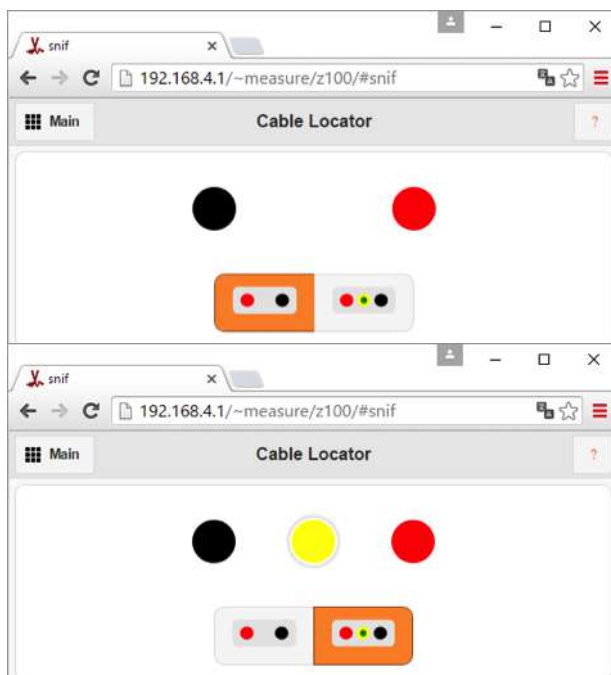 snif
192.168.4.1/~measure/z100/#snif
Main
Cable Locator
?
snif
192.168.4.1/~measure/z100/#snif
Main
Cable Locator
?